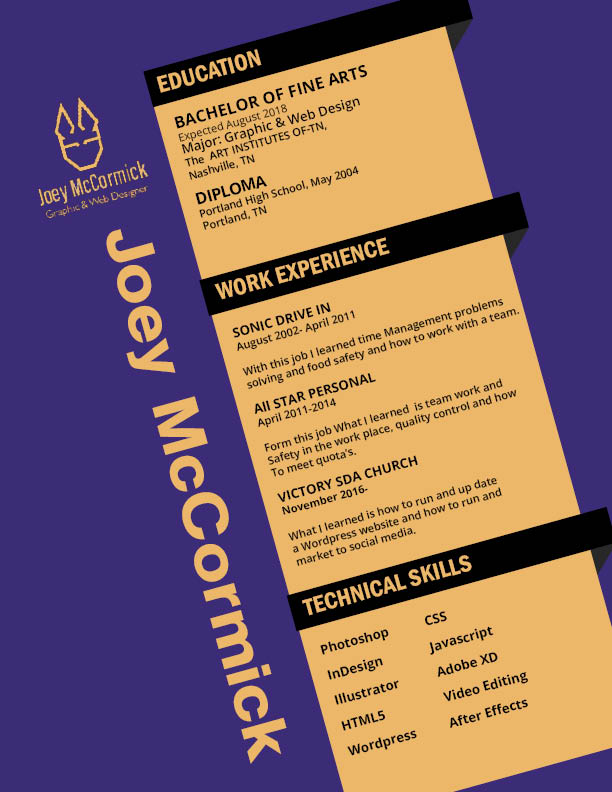 Joey McCormick
Graphic & Web Designer
Joey McCormick
EDUCATION
BACHELOR OF FINE ARTS
Expected August 2018
Major: Graphic & Web Design
The ART INSTITUTES OF-TN,
Nashville, TN
DIPLOMA
Portland High School, May 2004
Portland, TN
WORK EXPERIENCE
SONIC DRIVE IN
August 2002- April 2011
With this job I learned time Management problems
solving and food safety and how to work with a team.
All STAR PERSONAL
April 2011-2014
Form this job What I learned is team work and
Safety in the work place, quality control and how
To meet quota's.
VICTORY SDA CHURCH
November 2016-
What I learned is how to run and up date
a Wordpress website and how to run and
market to social media.
TECHNICAL SKILLS
Photoshop
InDesign
Illustrator
HTML5
Wordpress
CSS
Javascript
Adobe XD
Video Editing
After Effects